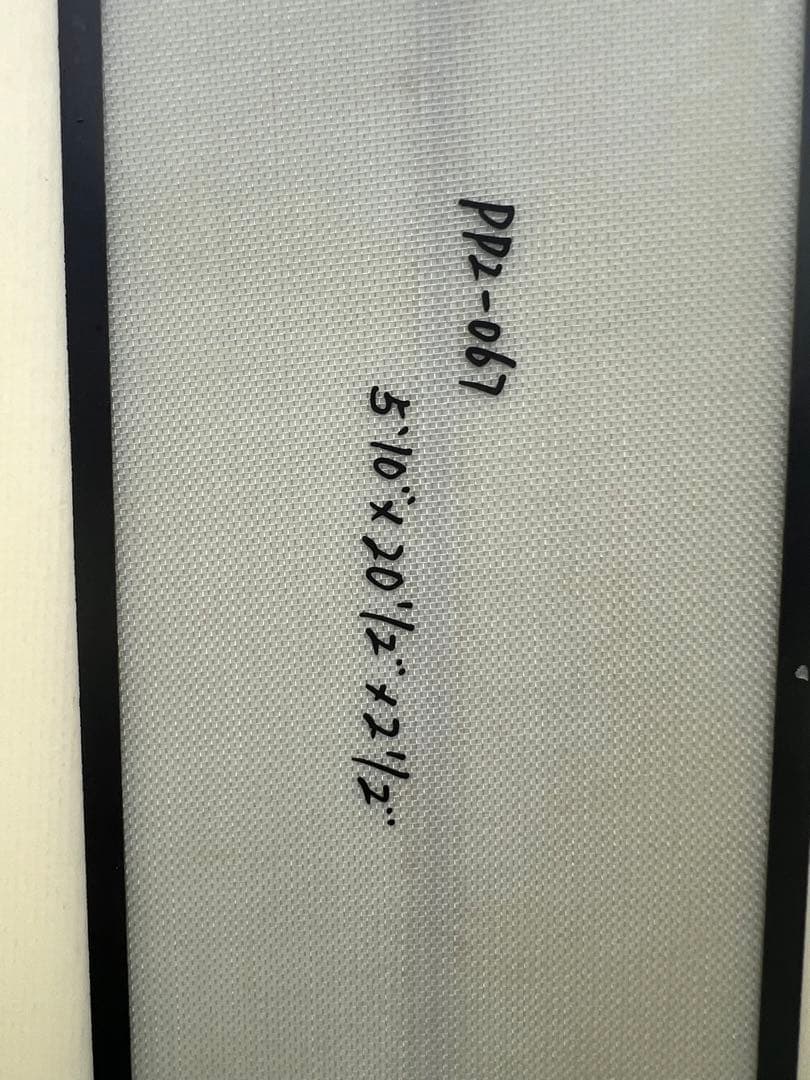 PP2-067
5'10" x 20 1/2" x 2 1/2"